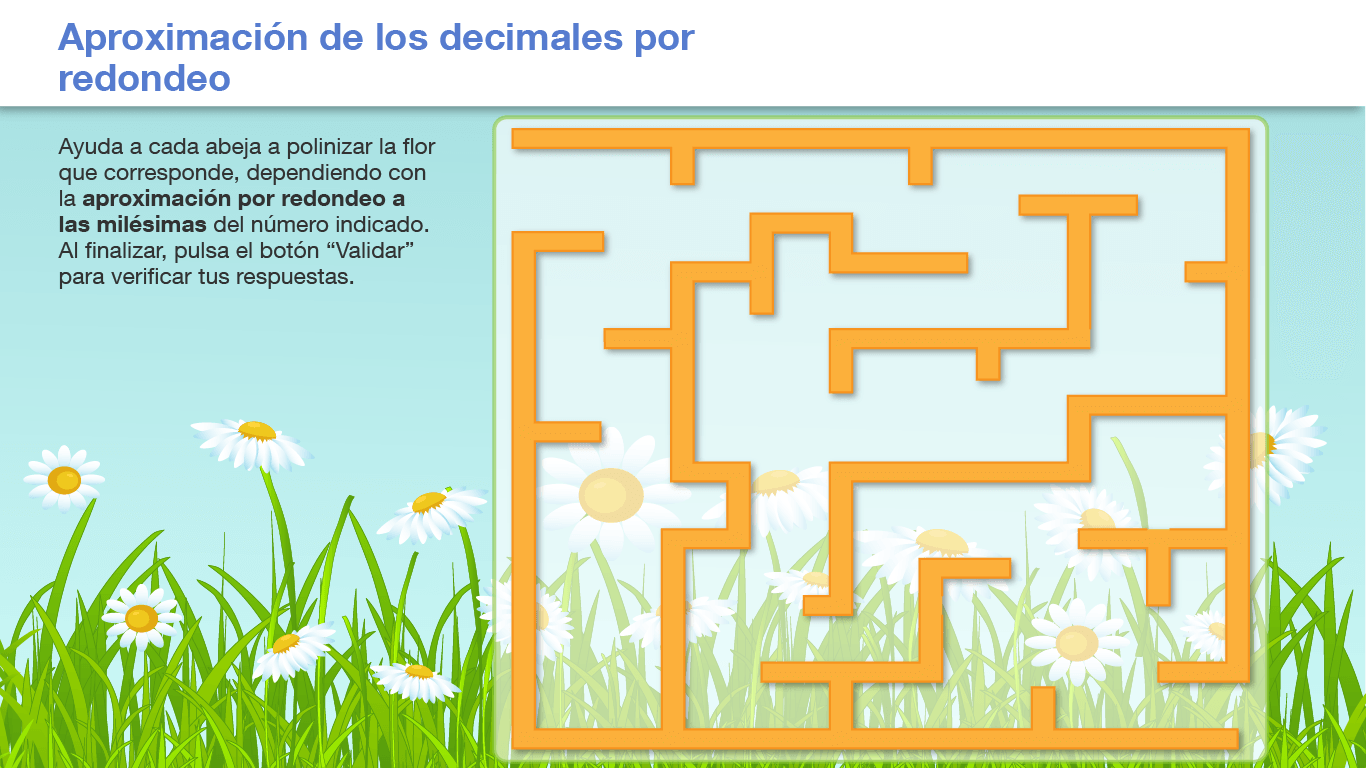 Aproximación de los decimales por
redondeo
Ayuda a cada abeja a polinizar la flor
que corresponde, dependiendo con
la aproximación por redondeo a
las milésimas del número indicado.
Al finalizar, pulsa el botón “Validar”
para verificar tus respuestas.